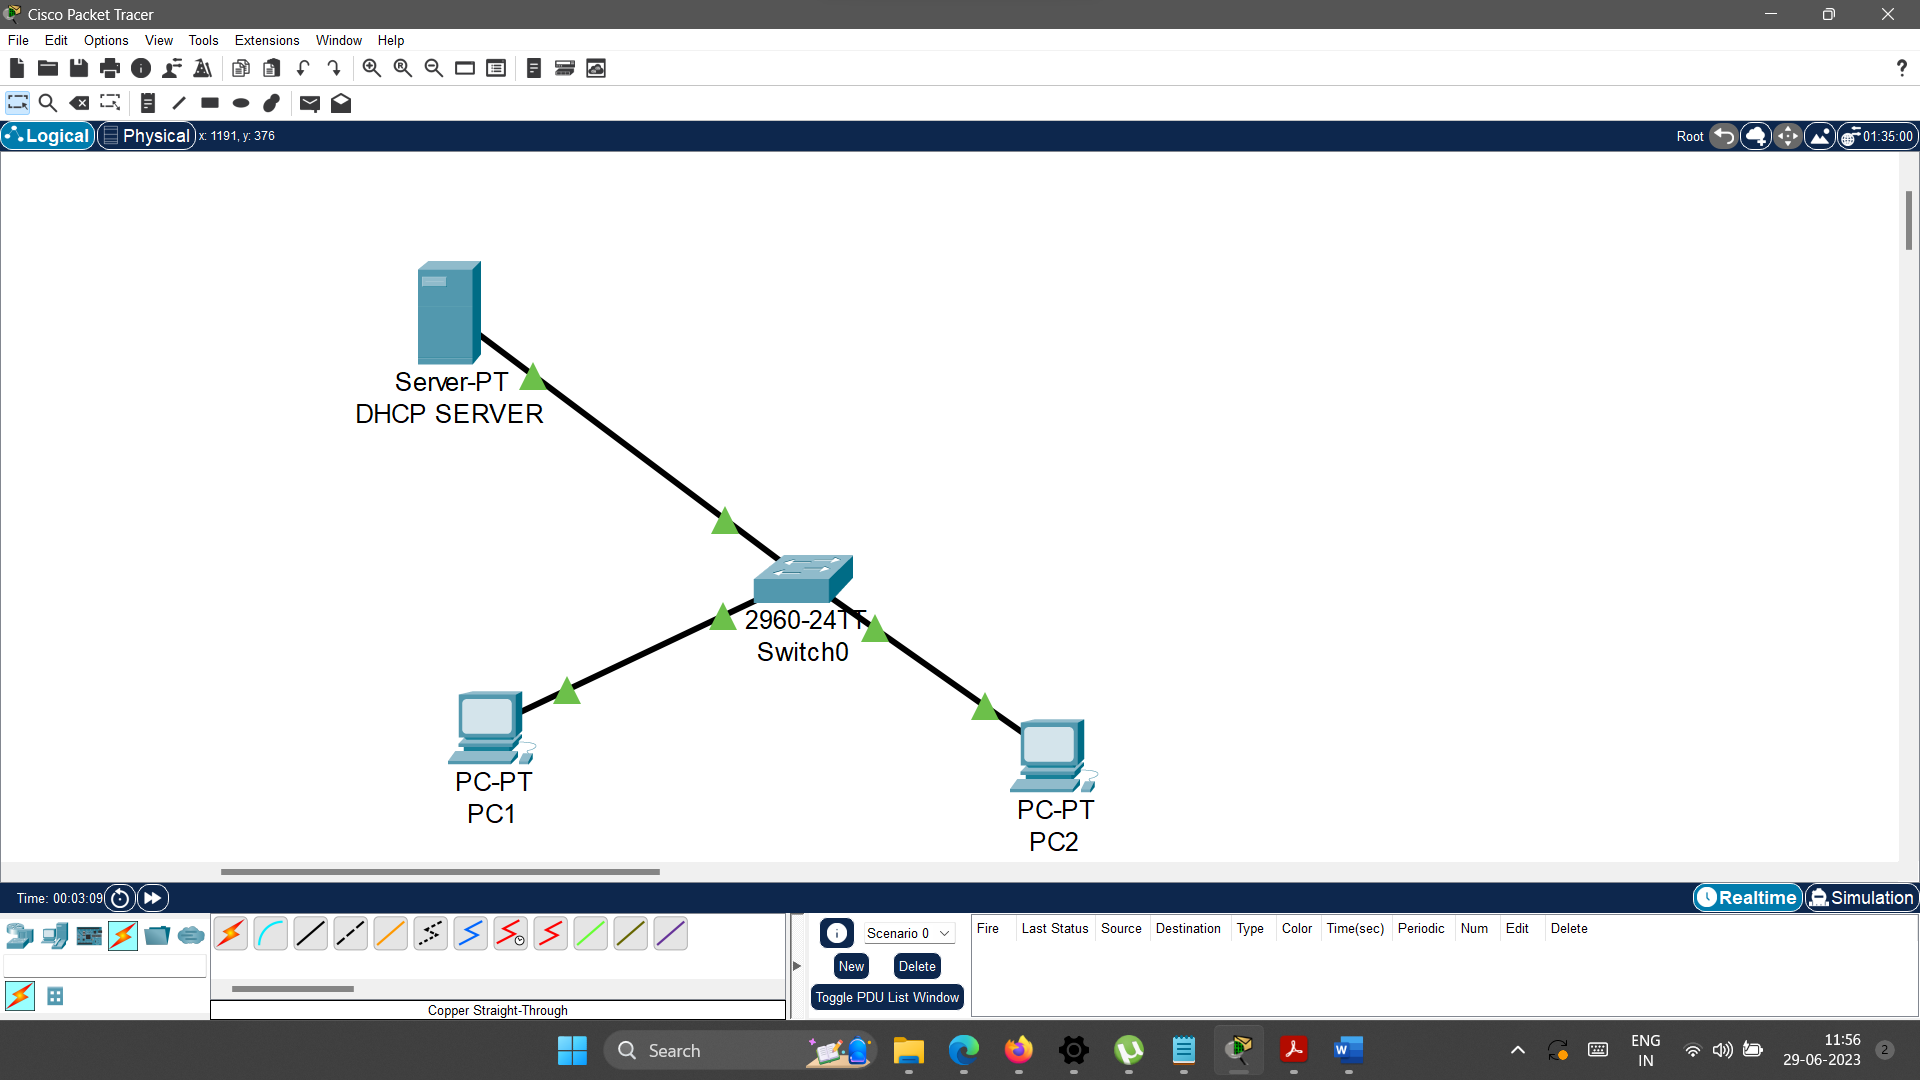 Cisco Packet Tracer
File Edit Options View Tools Extensions Window Help
?
Logical Physical x: 1191, y: 376 Root 01:35:00
Server-PT
DHCP SERVER
2960-24TT
Switch0
PC-PT
PC1
PC-PT
PC2
Time: 00:03:09 Realtime Simulation
Scenario 0
New Delete
Toggle PDU List Window
Fire Last Status Source Destination Type Color Time(sec) Periodic Num Edit Delete
Copper Straight-Through
Search
ENG
IN
11:56
29-06-2023
2